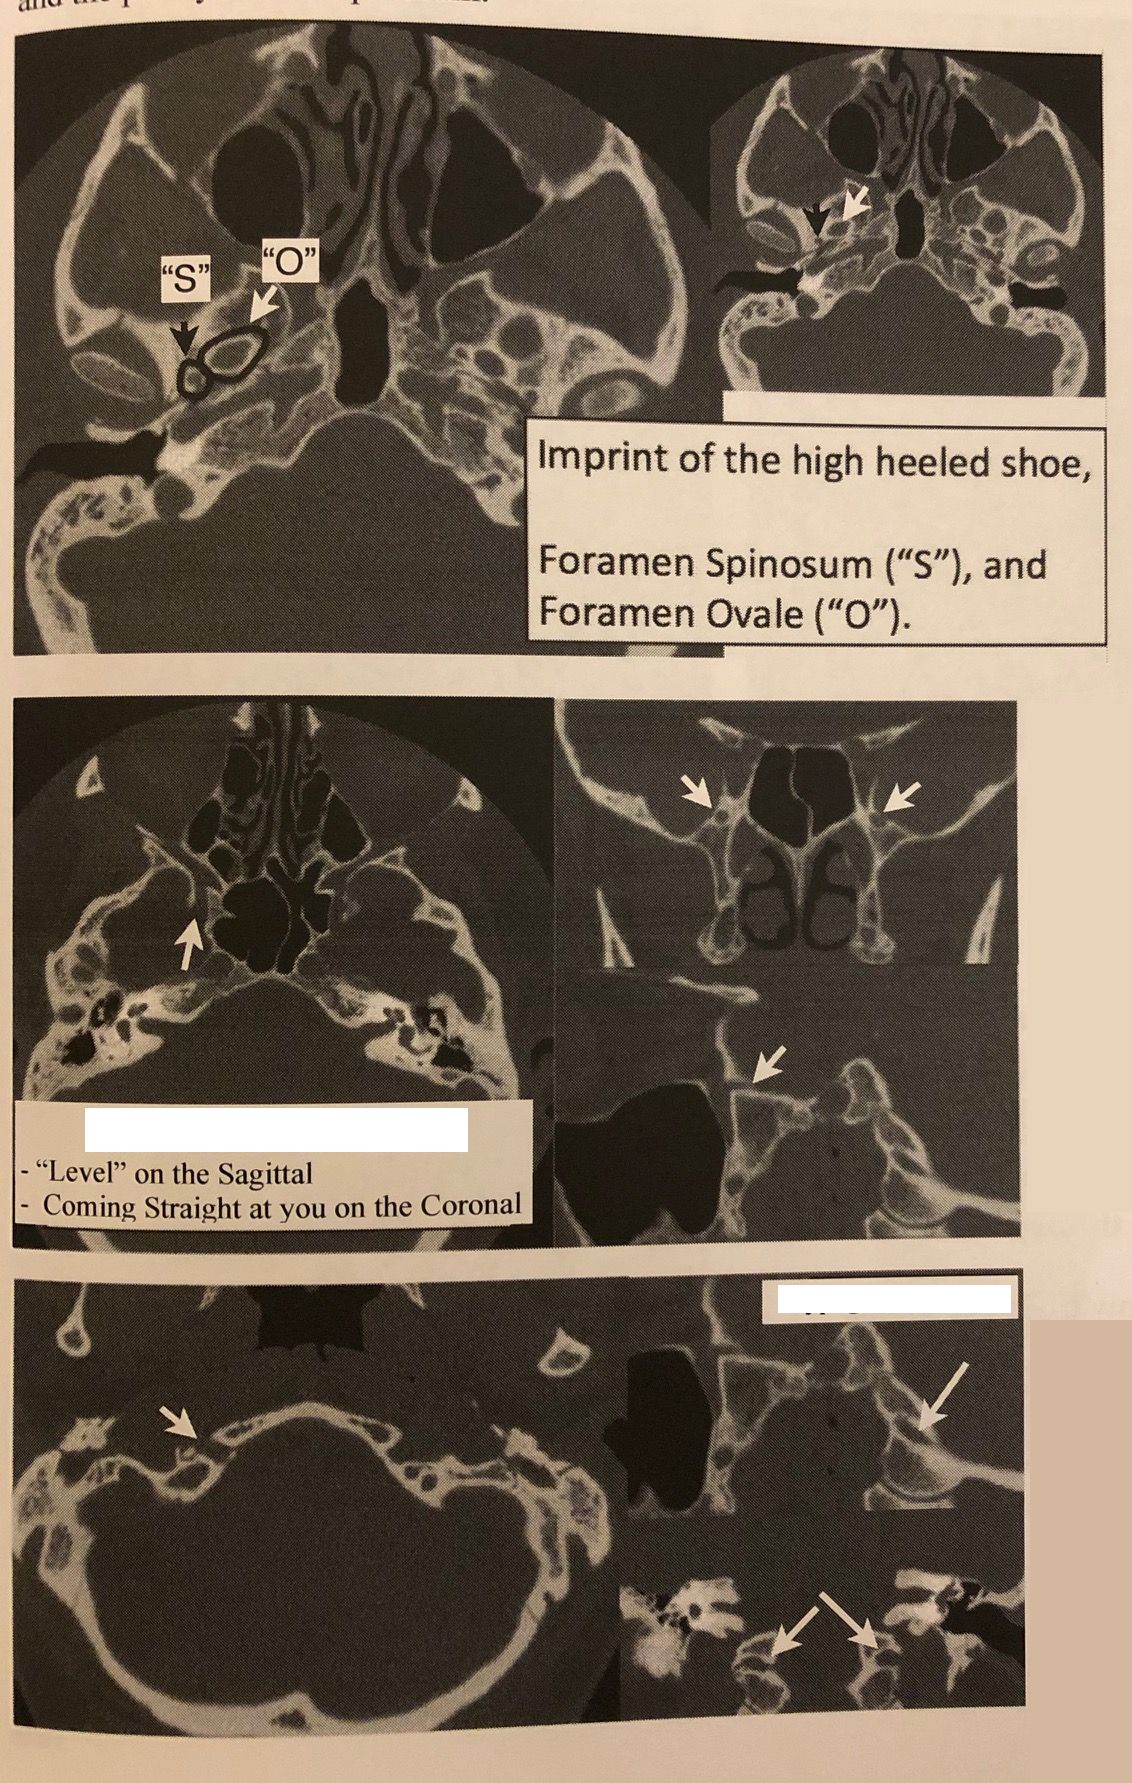 "S"
"O"
Imprint of the high heeled shoe,
Foramen Spinosum ("S"), and
Foramen Ovale ("O").
- "Level" on the Sagittal
- Coming Straight at you on the Coronal